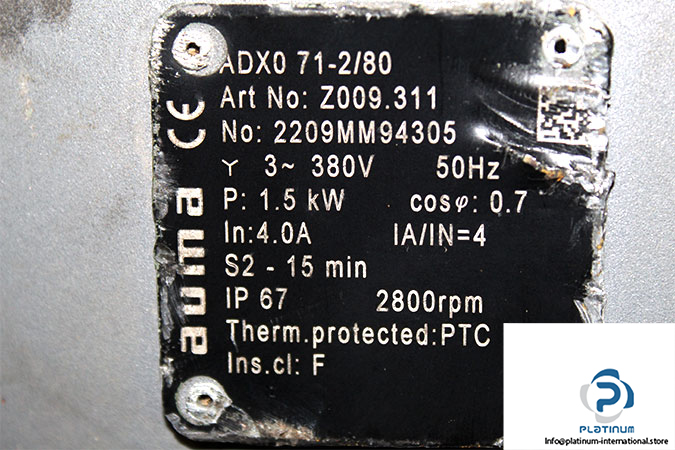 ADX0 71-2/80
Art No: Z009.311
No: 2209MM94305
Y 3~ 380V 50Hz
P: 1.5 kW cosφ: 0.7
In:4.0A IA/IN=4
S2 - 15 min
IP 67 2800rpm
Therm.protected:PTC
Ins.cl: F
CE
auma
PLATINUM
Info@platinum-international.store